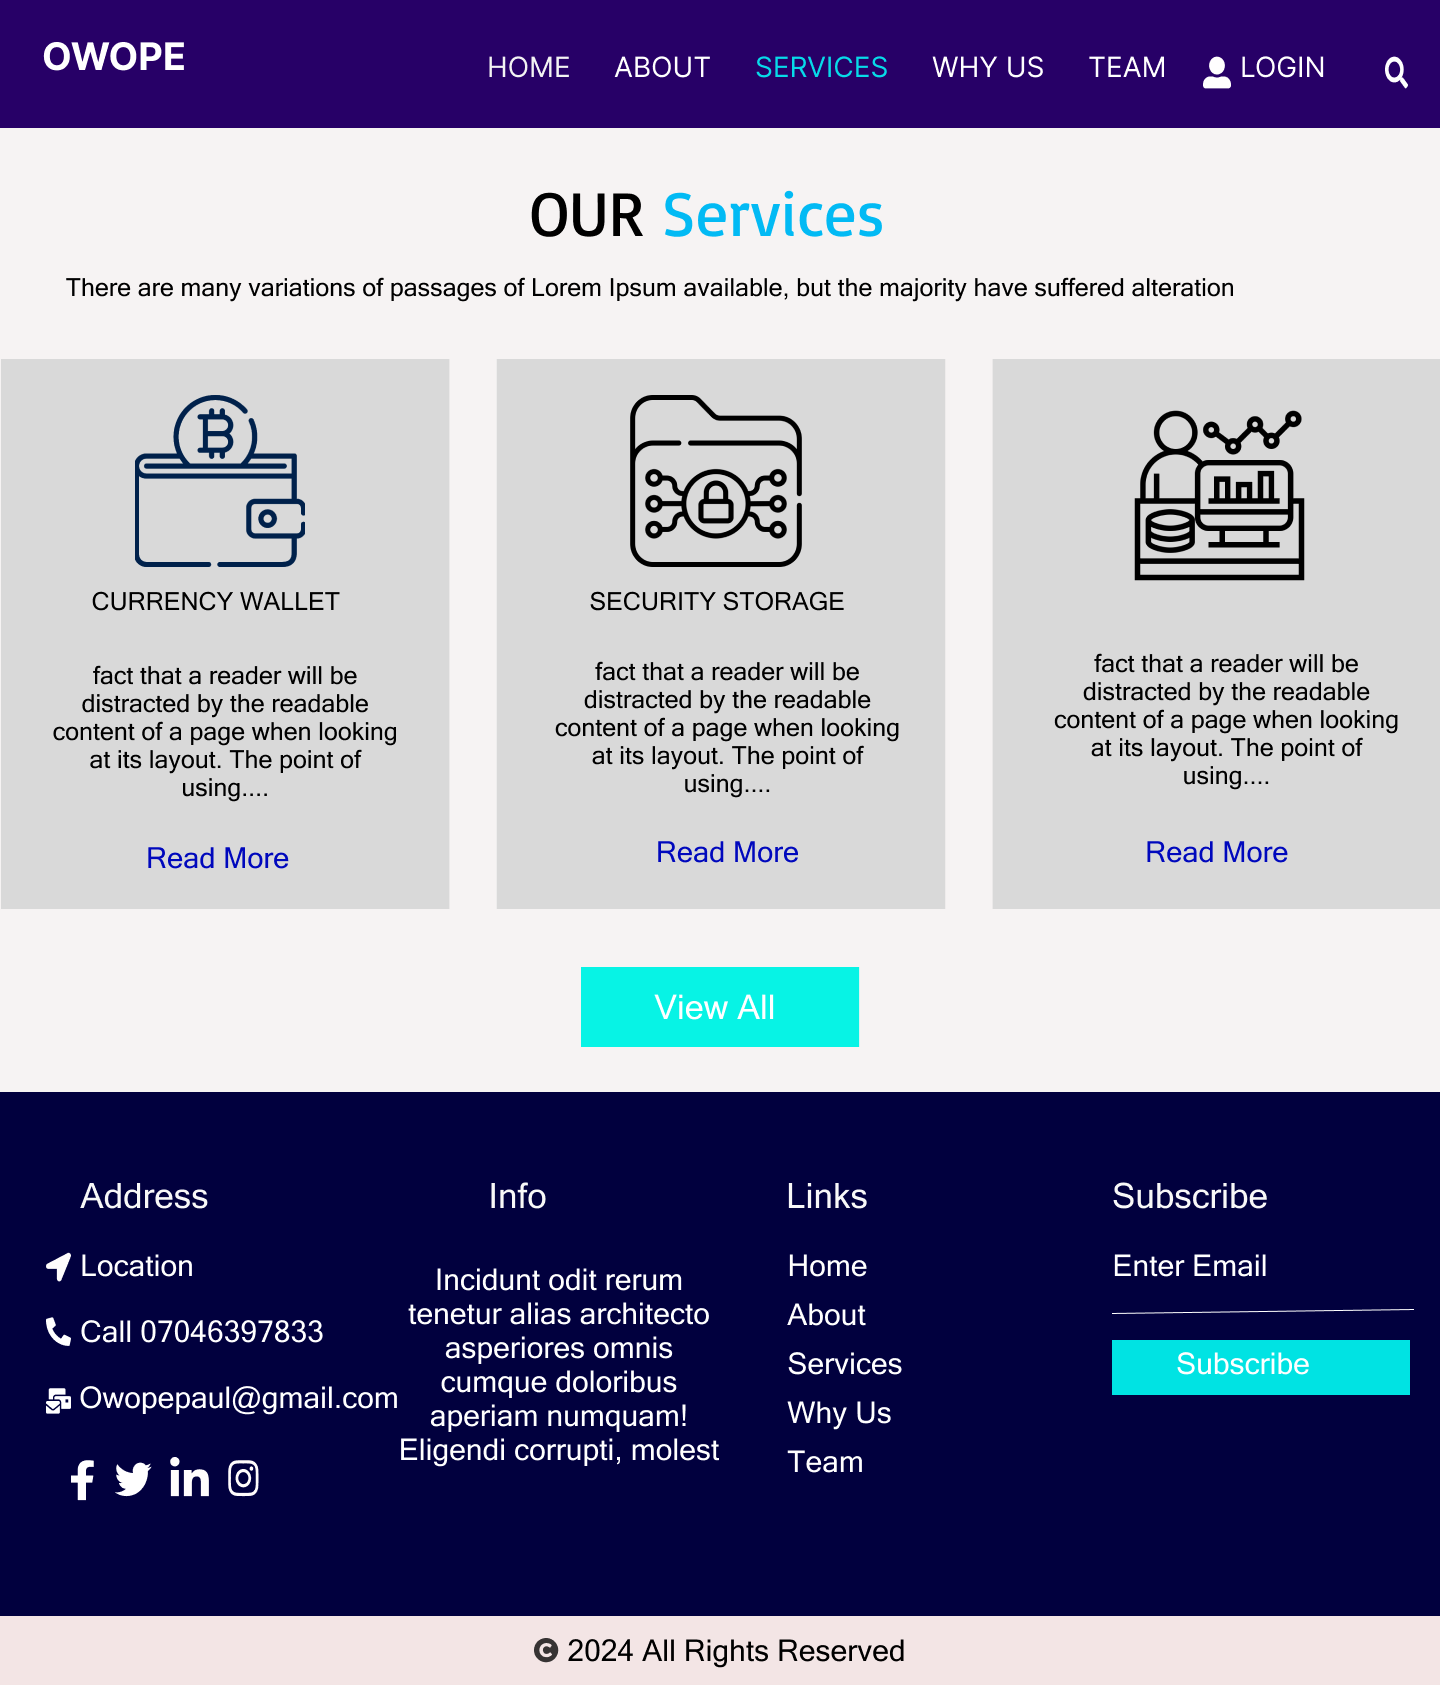 OWOPE
HOME ABOUT SERVICES WHY US TEAM LOGIN
OUR Services
There are many variations of passages of Lorem Ipsum available, but the majority have suffered alteration
CURRENCY WALLET
fact that a reader will be
distracted by the readable
content of a page when looking
at its layout. The point of
using....
Read More
SECURITY STORAGE
fact that a reader will be
distracted by the readable
content of a page when looking
at its layout. The point of
using....
Read More
fact that a reader will be
distracted by the readable
content of a page when looking
at its layout. The point of
using....
Read More
View All
Address
Location
Call 07046397833
Owopepaul@gmail.com
Info
Incidunt odit rerum
tenetur alias architecto
asperiores omnis
cumque doloribus
aperiam numquam!
Eligendi corrupti, molest
Links
Home
About
Services
Why Us
Team
Subscribe
Enter Email
Subscribe
© 2024 All Rights Reserved